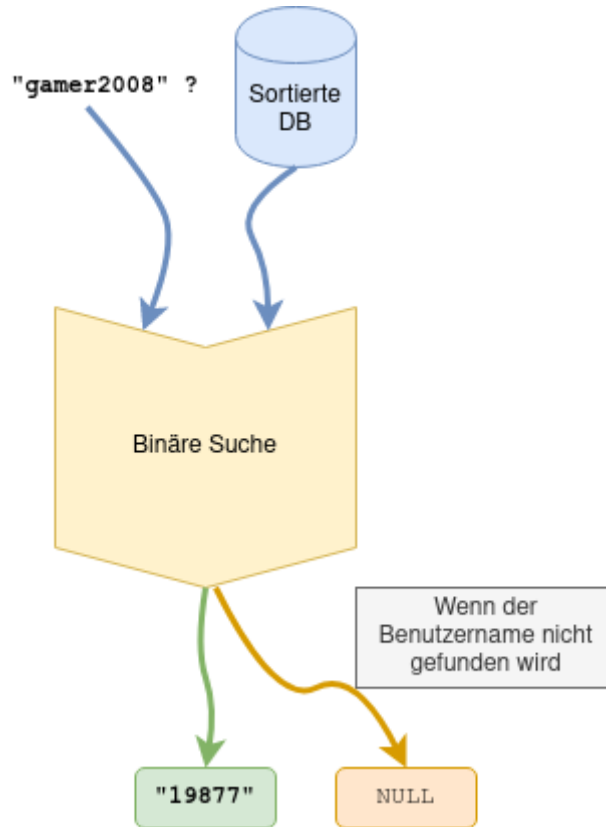 "gamer2008" ?
Sortierte
DB
Binäre Suche
Wenn der
Benutzername nicht
gefunden wird
"19877"
NULL